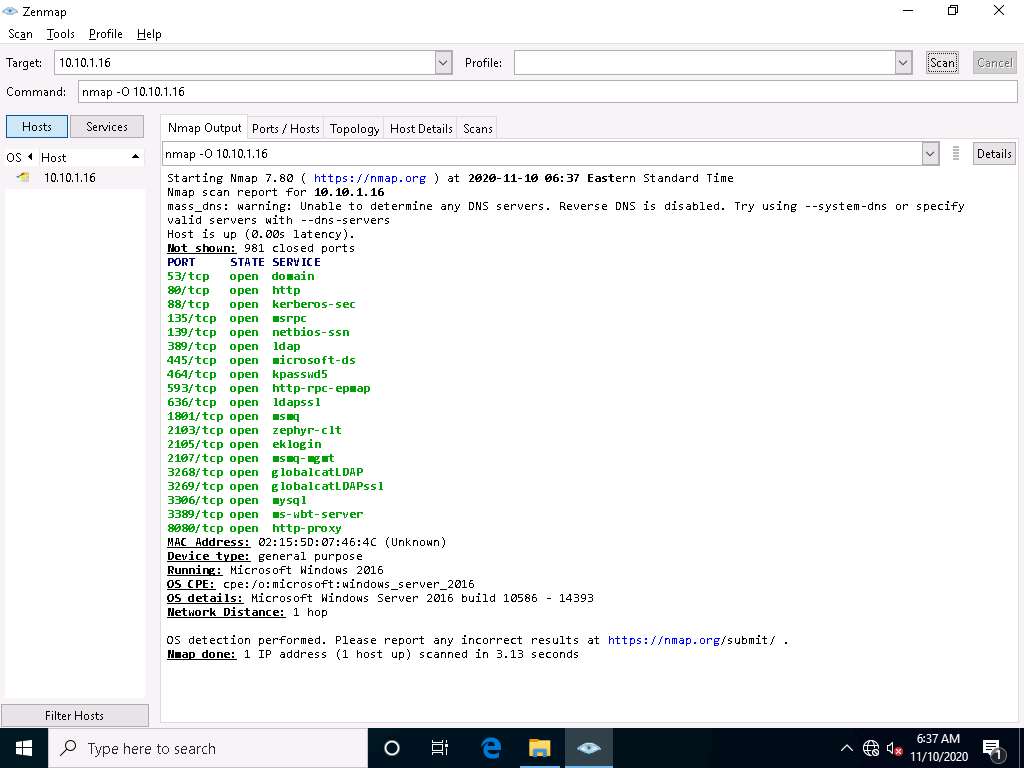 Zenmap
Scan Tools Profile Help
Target: 10.10.1.16 Profile: Scan Cancel
Command: nmap -O 10.10.1.16
Hosts Services
Nmap Output Ports / Hosts Topology Host Details Scans
OS Host
nmap -O 10.10.1.16 Details
10.10.1.16
Starting Nmap 7.80 ( https://nmap.org ) at 2020-11-10 06:37 Eastern Standard Time
Nmap scan report for 10.10.1.16
mass_dns: warning: Unable to determine any DNS servers. Reverse DNS is disabled. Try using --system-dns or specify
valid servers with --dns-servers
Host is up (0.00s latency).
Not shown: 981 closed ports
PORT STATE SERVICE
53/tcp open domain
80/tcp open http
88/tcp open kerberos-sec
135/tcp open msrpc
139/tcp open netbios-ssn
389/tcp open ldap
445/tcp open microsoft-ds
464/tcp open kpasswd5
593/tcp open http-rpc-epmap
636/tcp open ldapssl
1801/tcp open msmq
2103/tcp open zephyr-clt
2105/tcp open eklogin
2107/tcp open msmq-mgmt
3268/tcp open globalcatLDAP
3269/tcp open globalcatLDAPssl
3306/tcp open mysql
3389/tcp open ms-wbt-server
8080/tcp open http-proxy
MAC Address: 02:15:5D:07:46:4C (Unknown)
Device type: general purpose
Running: Microsoft Windows 2016
OS CPE: cpe:/o:microsoft:windows_server_2016
OS details: Microsoft Windows Server 2016 build 10586 - 14393
Network Distance: 1 hop
OS detection performed. Please report any incorrect results at https://nmap.org/submit/ .
Nmap done: 1 IP address (1 host up) scanned in 3.13 seconds
Filter Hosts
Type here to search
6:37 AM
11/10/2020
1